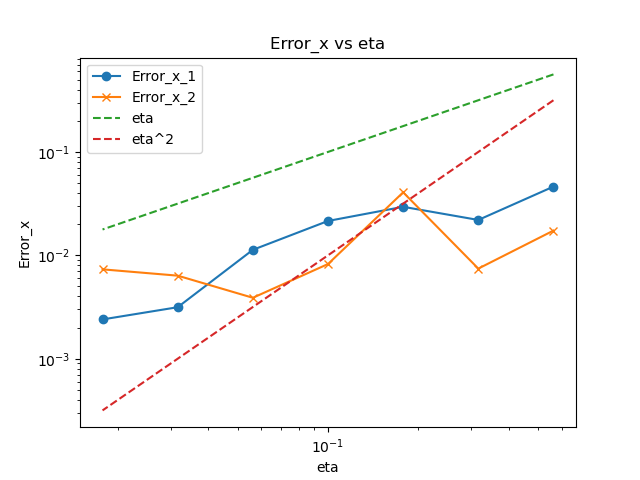 Error_x vs eta
Error_x_1
Error_x_2
eta
eta^2
10⁻¹
10⁻²
10⁻³
Error_x
10⁻¹
eta